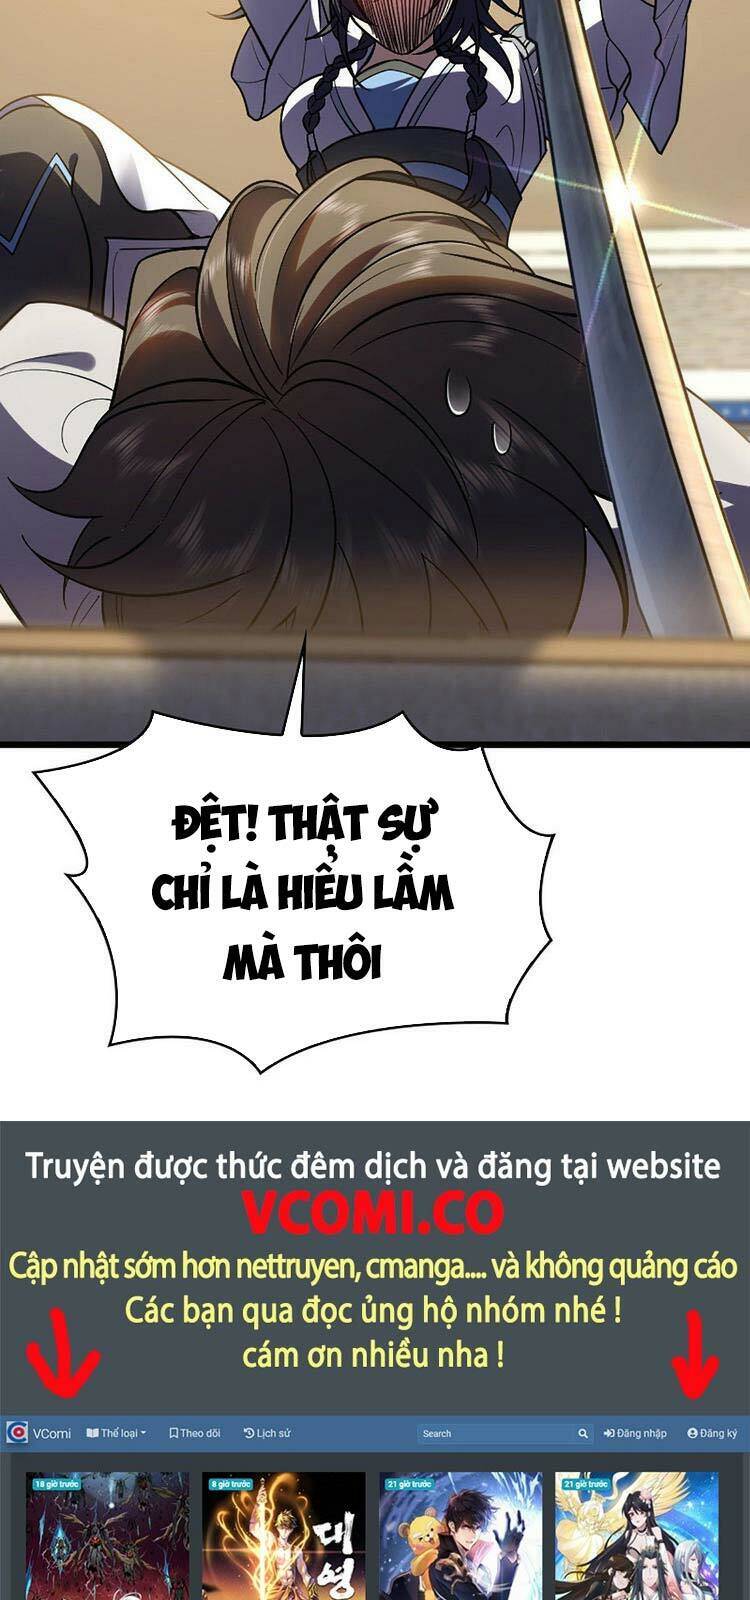 ĐỆT! THẬT SỰ
CHỈ LÀ HIỂU LẦM
MÀ THÔI
Truyện được thức đêm dịch và đăng tại website
VCOMI.CO
Cập nhật sớm hơn nettruyen, cmanga.... và không quảng cáo
Các bạn qua đọc ủng hộ nhóm nhé !
cám ơn nhiều nha !
VComi Thể loại Theo dõi Lịch sử Search Đăng nhập Đăng ký
18 giờ trước 8 giờ trước 21 giờ trước 21 giờ trước
대
영